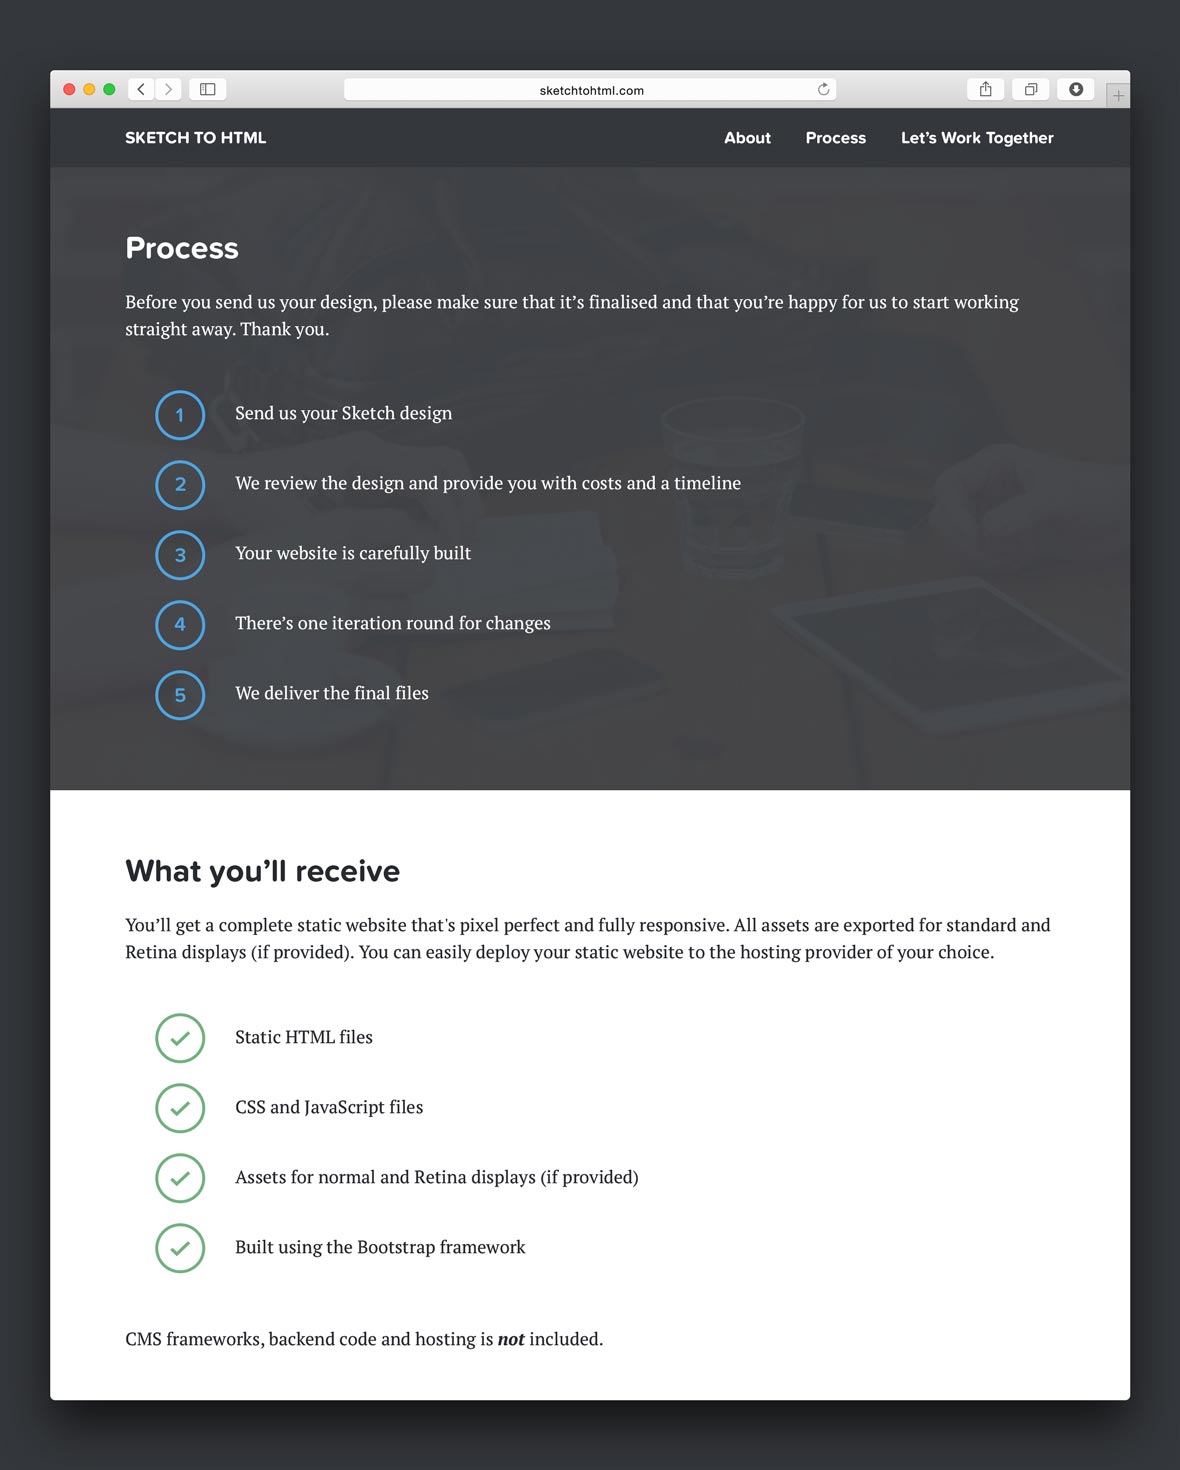 sketchtohtml.com
SKETCH TO HTML
About Process Let’s Work Together
Process
Before you send us your design, please make sure that it’s finalised and that you’re happy for us to start working
straight away. Thank you.
1 Send us your Sketch design
2 We review the design and provide you with costs and a timeline
3 Your website is carefully built
4 There’s one iteration round for changes
5 We deliver the final files
What you’ll receive
You’ll get a complete static website that's pixel perfect and fully responsive. All assets are exported for standard and
Retina displays (if provided). You can easily deploy your static website to the hosting provider of your choice.
Static HTML files
CSS and JavaScript files
Assets for normal and Retina displays (if provided)
Built using the Bootstrap framework
CMS frameworks, backend code and hosting is not included.